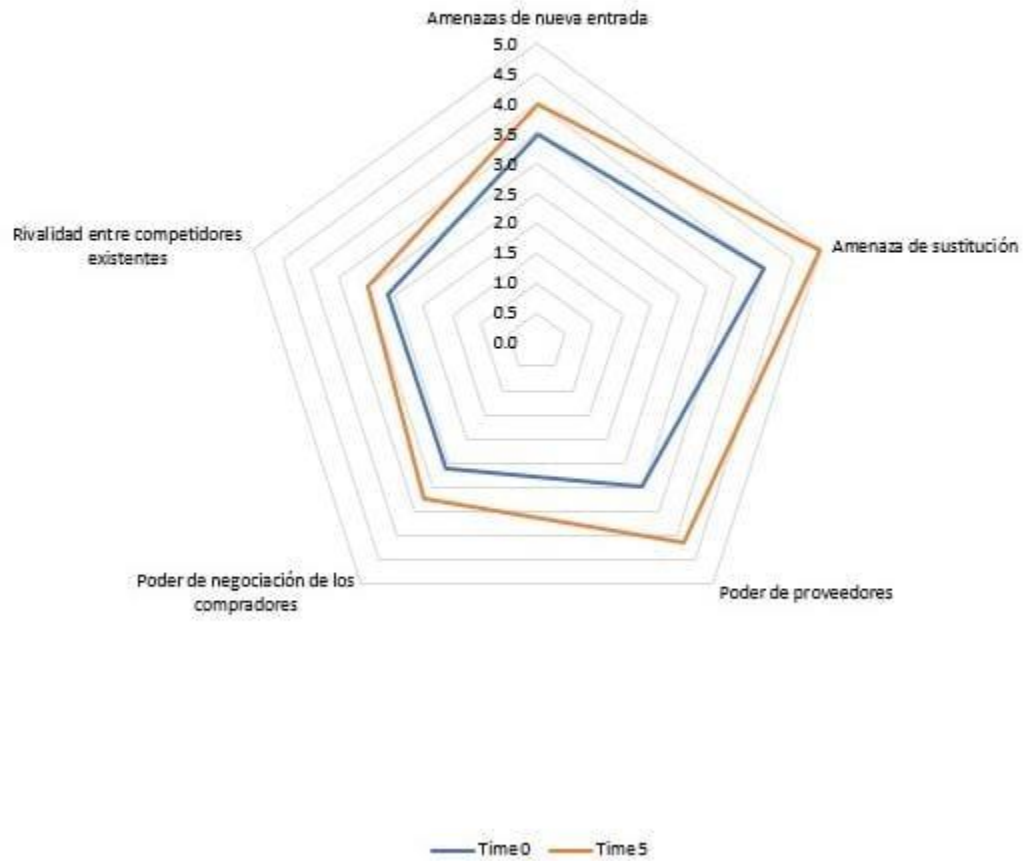 Amenazas de nueva entrada
5.0
4.5
4.0
3.5
3.0
2.5
2.0
1.5
1.0
0.5
0.0
Rivalidad entre competidores
existentes
Amenaza de sustitución
Poder de negociación de los
compradores
Poder de proveedores
Time 0
Time 5